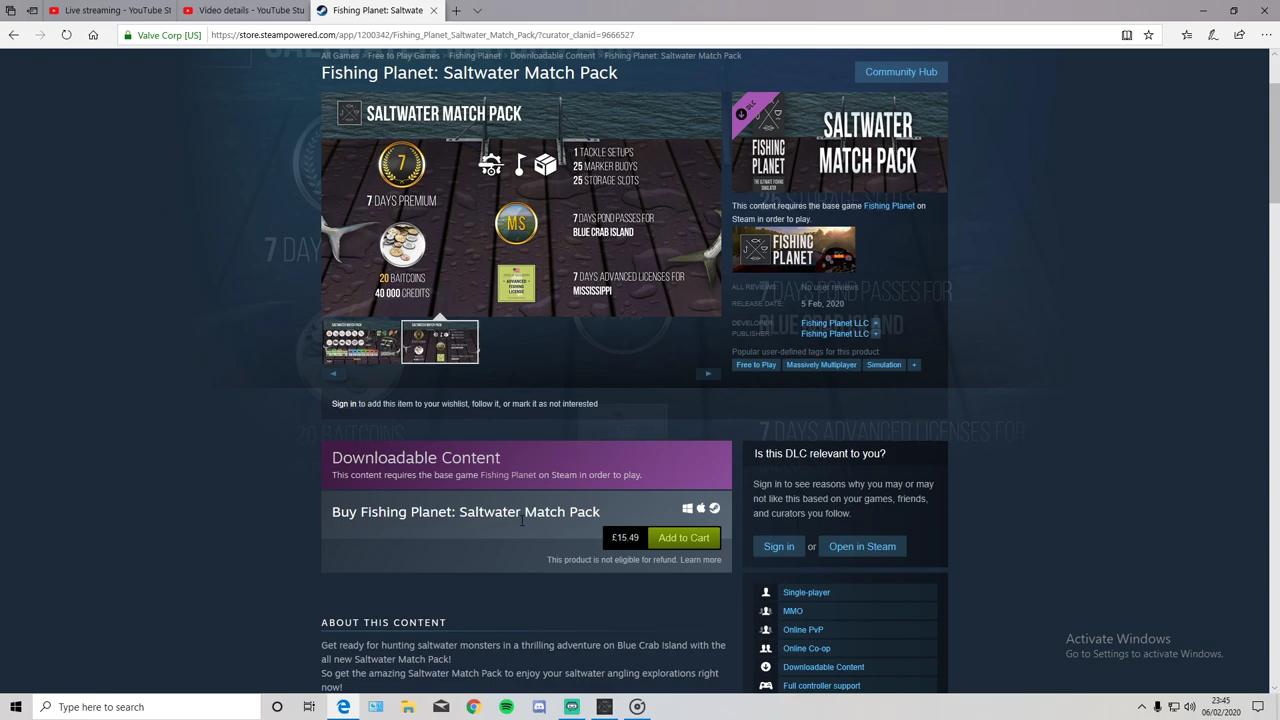 Live streaming - YouTube St
Video details - YouTube Stu
Fishing Planet: Saltwate
Valve Corp [US]
https://store.steampowered.com/app/1200342/Fishing_Planet_Saltwater_Match_Pack/?curator_clanid=9666527
All Games > Free to Play Games > Fishing Planet > Downloadable Content > Fishing Planet: Saltwater Match Pack
Fishing Planet: Saltwater Match Pack
Community Hub
SALTWATER MATCH PACK
7
7 DAYS PREMIUM
20 BAITCOINS
40 000 CREDITS
1 TACKLE SETUPS
25 MARKER BUOYS
25 STORAGE SLOTS
MS
7 DAYS POND PASSES FOR
BLUE CRAB ISLAND
ADVANCED
FISHING
LICENSE
7 DAYS ADVANCED LICENSES FOR
MISSISSIPPI
DLC
FISHING
PLANET
THE ULTIMATE FISHING
SIMULATOR
SALTWATER
MATCH PACK
This content requires the base game Fishing Planet on
Steam in order to play.
FISHING
PLANET
ALL REVIEWS: No user reviews
RELEASE DATE: 5 Feb, 2020
DEVELOPER: Fishing Planet LLC +
PUBLISHER: Fishing Planet LLC +
Popular user-defined tags for this product:
Free to Play Massively Multiplayer Simulation +
Sign in to add this item to your wishlist, follow it, or mark it as not interested
Downloadable Content
This content requires the base game Fishing Planet on Steam in order to play.
Buy Fishing Planet: Saltwater Match Pack
£15.49 Add to Cart
This product is not eligible for refund. Learn more
Is this DLC relevant to you?
Sign in to see reasons why you may or may
not like this based on your games, friends,
and curators you follow.
Sign in or Open in Steam
Single-player
MMO
Online PvP
Online Co-op
Downloadable Content
Full controller support
ABOUT THIS CONTENT
Get ready for hunting saltwater monsters in a thrilling adventure on Blue Crab Island with the
all new Saltwater Match Pack!
So get the amazing Saltwater Match Pack to enjoy your saltwater angling explorations right
now!
Activate Windows
Go to Settings to activate Windows.
Type here to search
23:45
06/02/2020